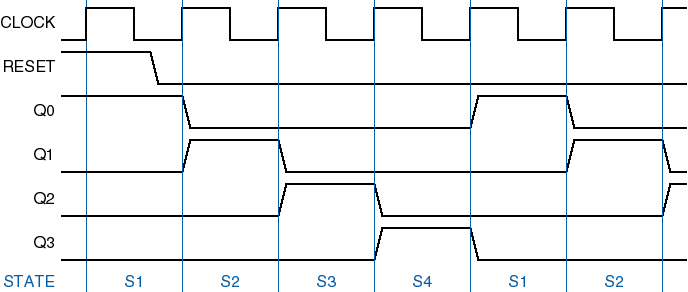 CLOCK
RESET
Q0
Q1
Q2
Q3
STATE S1 S2 S3 S4 S1 S2